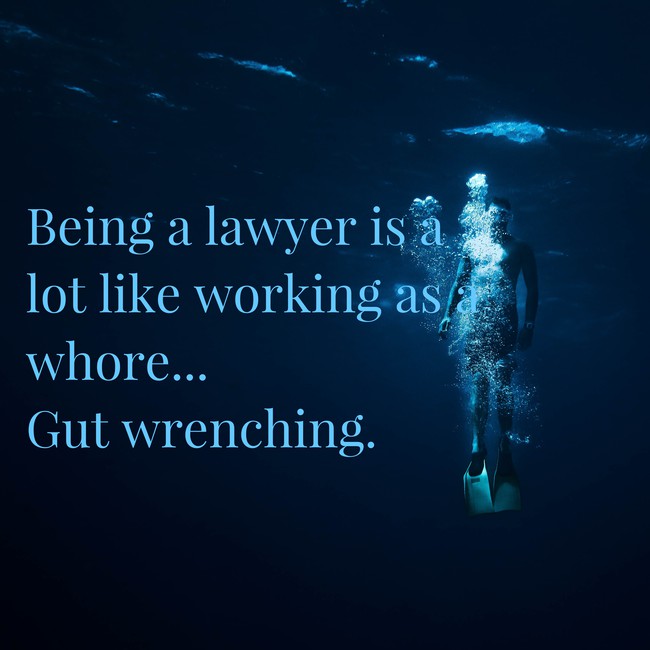 Being a lawyer is a
lot like working as a
whore...
Gut wrenching.